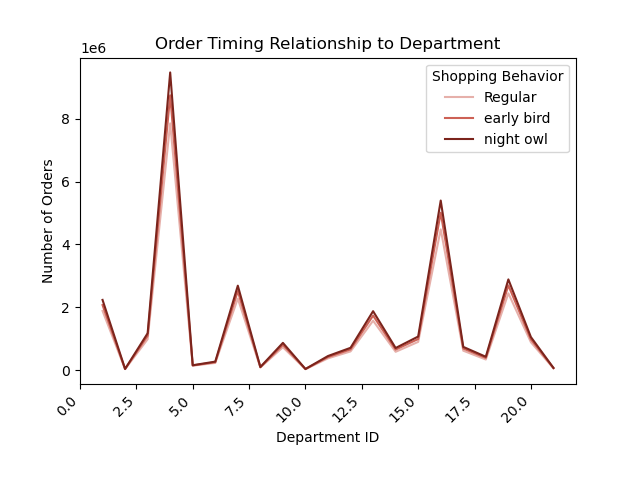 Order Timing Relationship to Department
1e6
Shopping Behavior
Regular
early bird
night owl
Number of Orders
8
6
4
2
0
0.0
2.5
5.0
7.5
10.0
12.5
15.0
17.5
20.0
Department ID